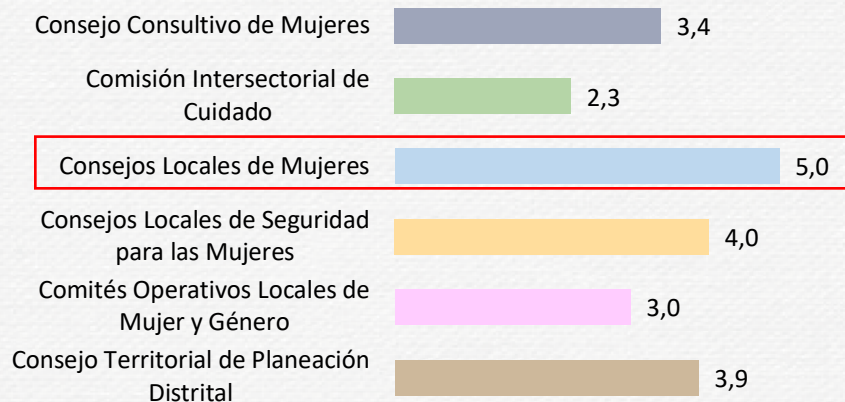 Consejo Consultivo de Mujeres 3,4
Comisión Intersectorial de
Cuidado 2,3
Consejos Locales de Mujeres 5,0
Consejos Locales de Seguridad
para las Mujeres 4,0
Comités Operativos Locales de
Mujer y Género 3,0
Consejo Territorial de Planeación
Distrital 3,9